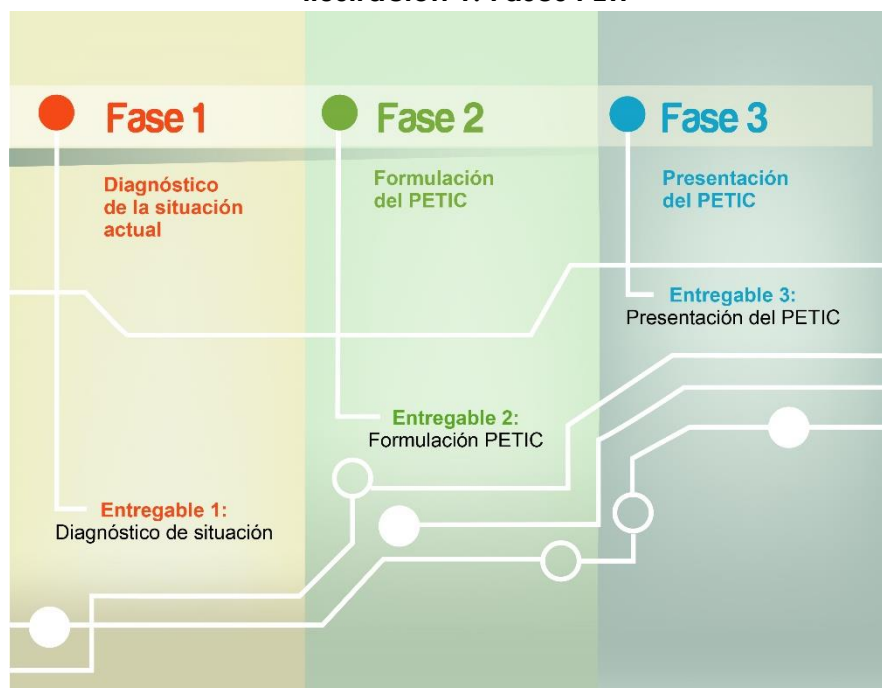 Fase 1
Diagnóstico
de la situación
actual
Entregable 1:
Diagnóstico de situación
Fase 2
Formulación
del PETIC
Entregable 2:
Formulación PETIC
Fase 3
Presentación
del PETIC
Entregable 3:
Presentación del PETIC